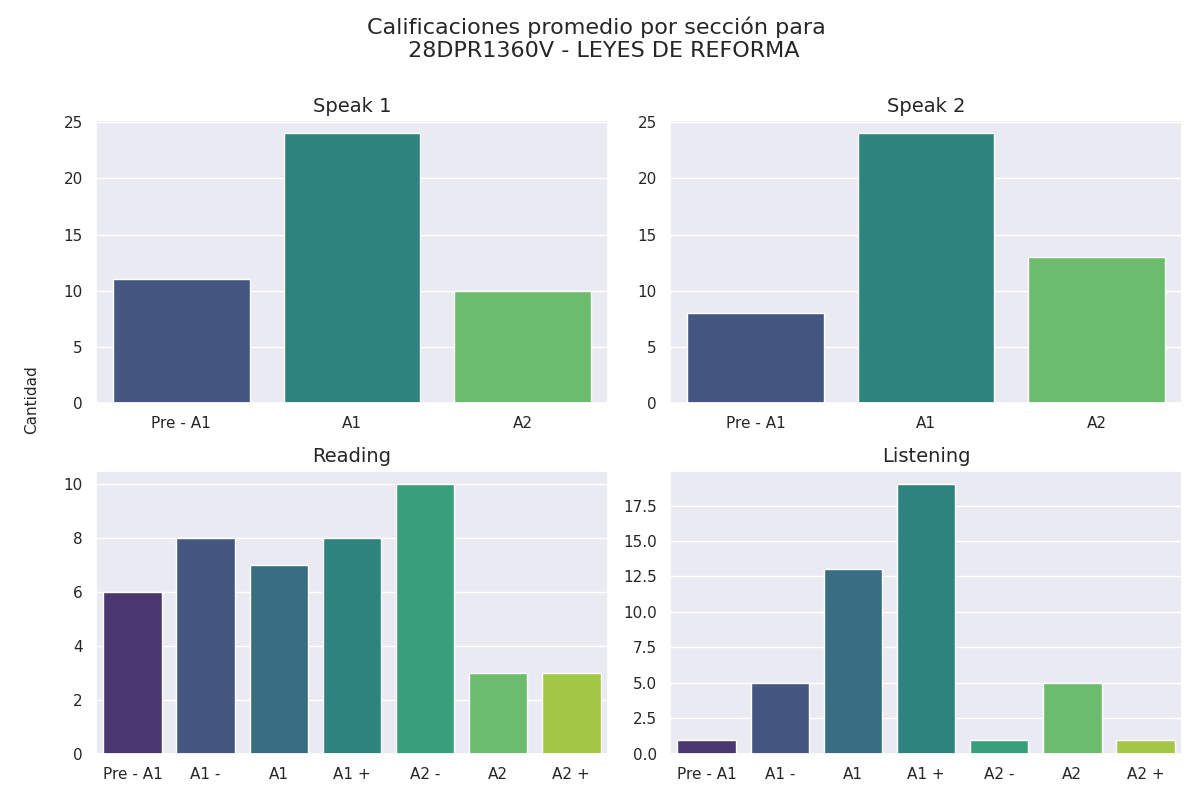 Calificaciones promedio por sección para
28DPR1360V - LEYES DE REFORMA
Speak 1
25
20
15
10
5
0
Pre - A1 A1 A2
Speak 2
25
20
15
10
5
0
Pre - A1 A1 A2
Cantidad
Reading
10
8
6
4
2
0
Pre - A1 A1 - A1 A1 + A2 - A2 A2 +
Listening
17.5
15.0
12.5
10.0
7.5
5.0
2.5
0.0
Pre - A1 A1 - A1 A1 + A2 - A2 A2 +